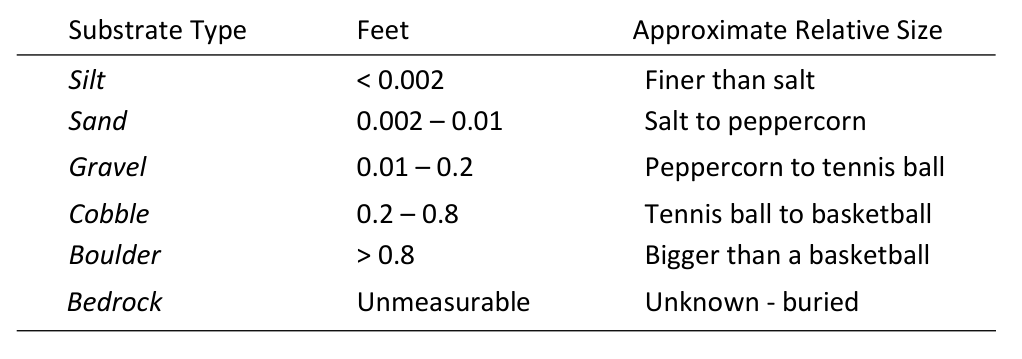 Substrate Type Feet Approximate Relative Size
Silt < 0.002 Finer than salt
Sand 0.002 – 0.01 Salt to peppercorn
Gravel 0.01 – 0.2 Peppercorn to tennis ball
Cobble 0.2 – 0.8 Tennis ball to basketball
Boulder > 0.8 Bigger than a basketball
Bedrock Unmeasurable Unknown - buried